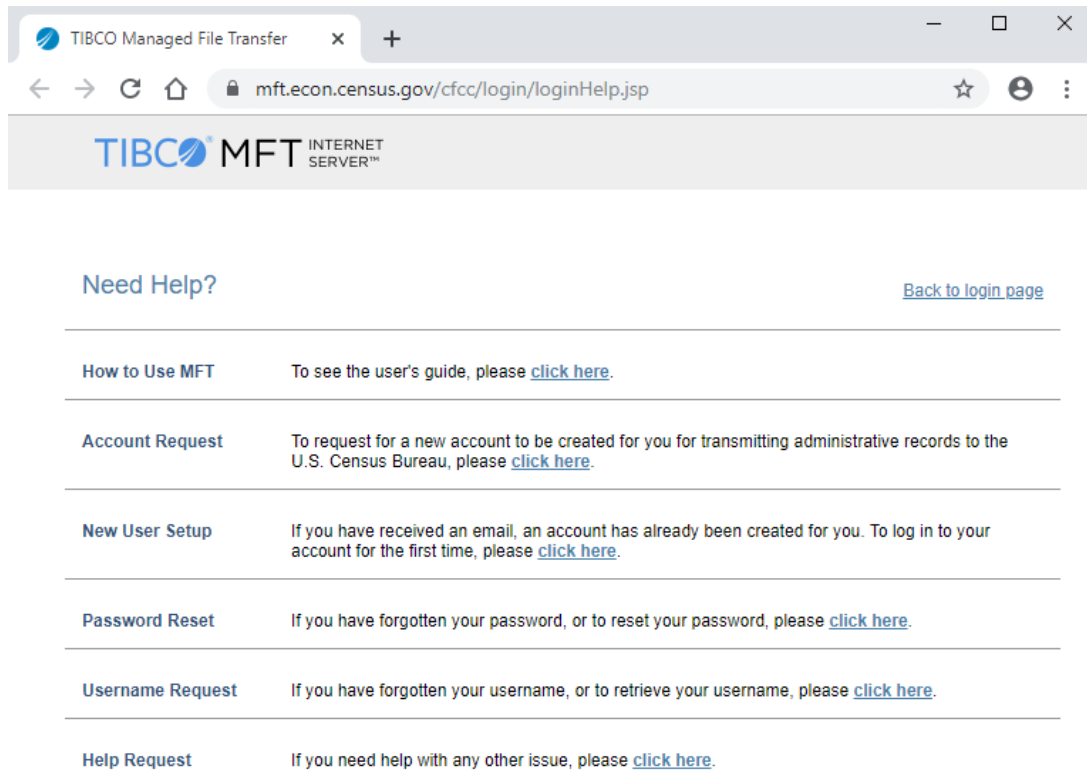 TIBCO Managed File Transfer
mft.econ.census.gov/cfcc/login/loginHelp.jsp
TIBCO® MFT INTERNET SERVER™
Need Help?
Back to login page
How to Use MFT To see the user's guide, please click here.
Account Request To request for a new account to be created for you for transmitting administrative records to the
U.S. Census Bureau, please click here.
New User Setup If you have received an email, an account has already been created for you. To log in to your
account for the first time, please click here.
Password Reset If you have forgotten your password, or to reset your password, please click here.
Username Request If you have forgotten your username, or to retrieve your username, please click here.
Help Request If you need help with any other issue, please click here.